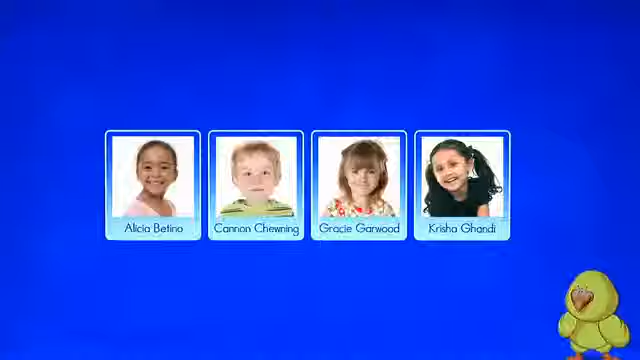 Alicia Betino
Cannon Chewning
Gracie Garwood
Krisha Ghandi